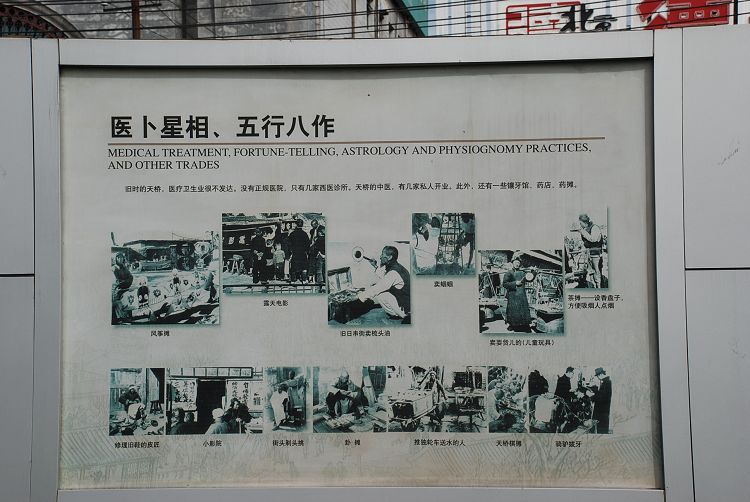 北京
医卜星相、五行八作
MEDICAL TREATMENT, FORTUNE-TELLING, ASTROLOGY AND PHYSIOGNOMY PRACTICES,
AND OTHER TRADES
旧时的天桥，医疗卫生业很不发达。没有正规医院，只有几家西医诊所。天桥的中医，有几家私人开业。此外，还有一些镶牙馆、药店、药摊。
风筝摊
露天电影
旧日串街卖梳头油
卖蝈蝈
卖耍货儿的(儿童玩具)
茶摊——设香盘子，
方便吸烟人点烟
修理旧鞋的皮匠
小影院
街头剃头挑
卦 摊
推独轮车送水的人
天桥棋摊